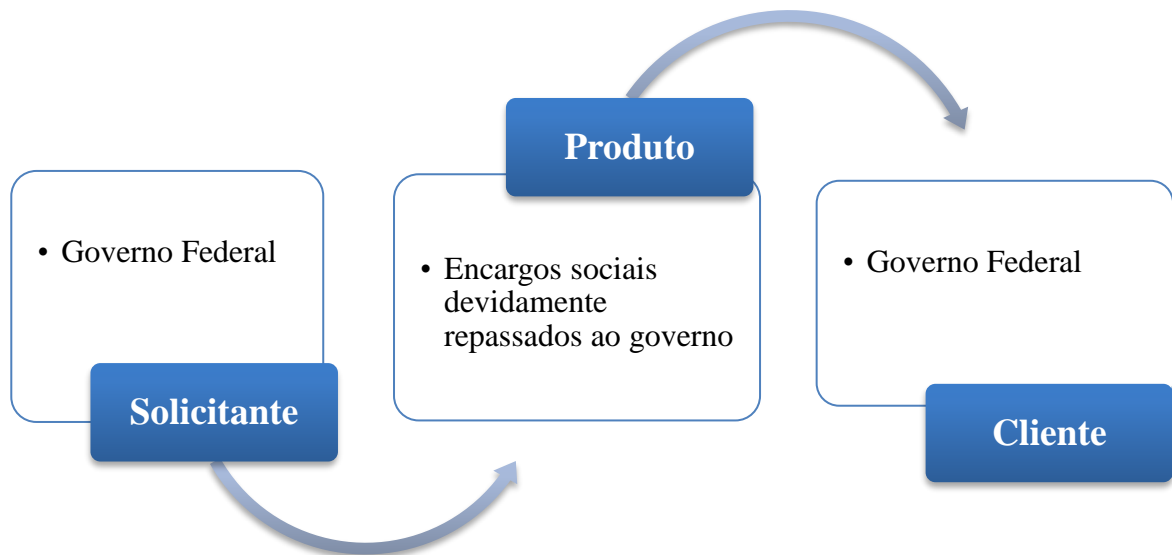 • Governo Federal
Solicitante
Produto
• Encargos sociais
devidamente
repassados ao governo
• Governo Federal
Cliente